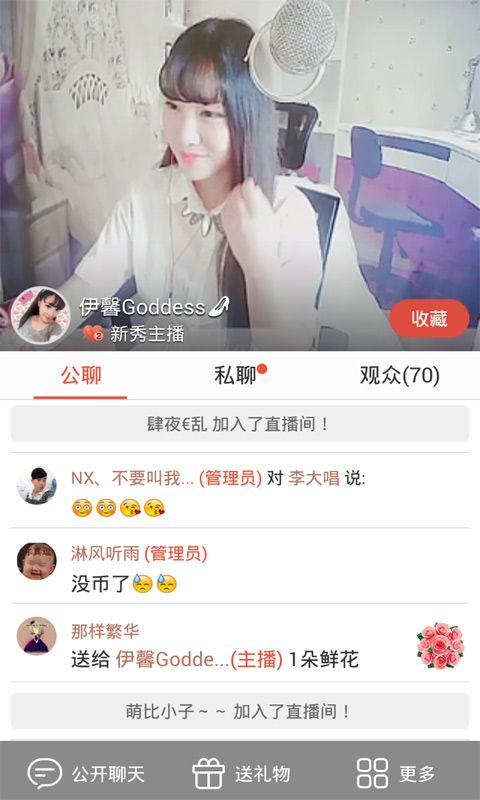 伊馨Goddess👠
2 新秀主播
收藏
公聊 私聊 观众(70)
肆夜€乱 加入了直播间！
NX、不要叫我... (管理员) 对 李大唱 说:
😳😳😘😘
淋风听雨 (管理员)
没币了😓😓
那样繁华
送给 伊馨Godde...(主播) 1朵鲜花
萌比小子～～ 加入了直播间！
公开聊天 送礼物 更多